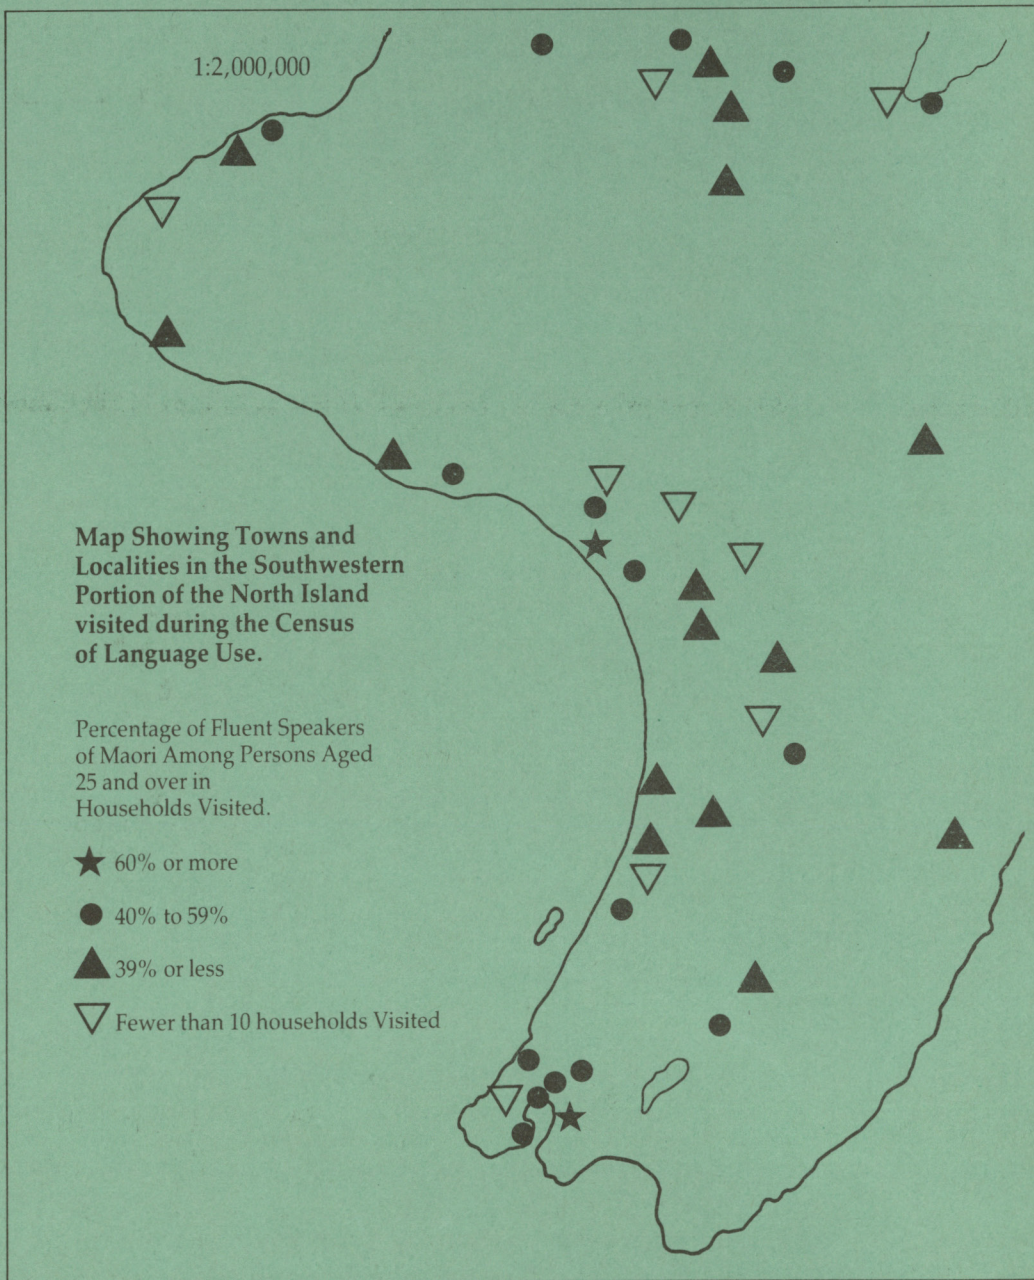 1:2,000,000
Map Showing Towns and
Localities in the Southwestern
Portion of the North Island
visited during the Census
of Language Use.
Percentage of Fluent Speakers
of Maori Among Persons Aged
25 and over in
Households Visited.
60% or more
40% to 59%
39% or less
Fewer than 10 households Visited